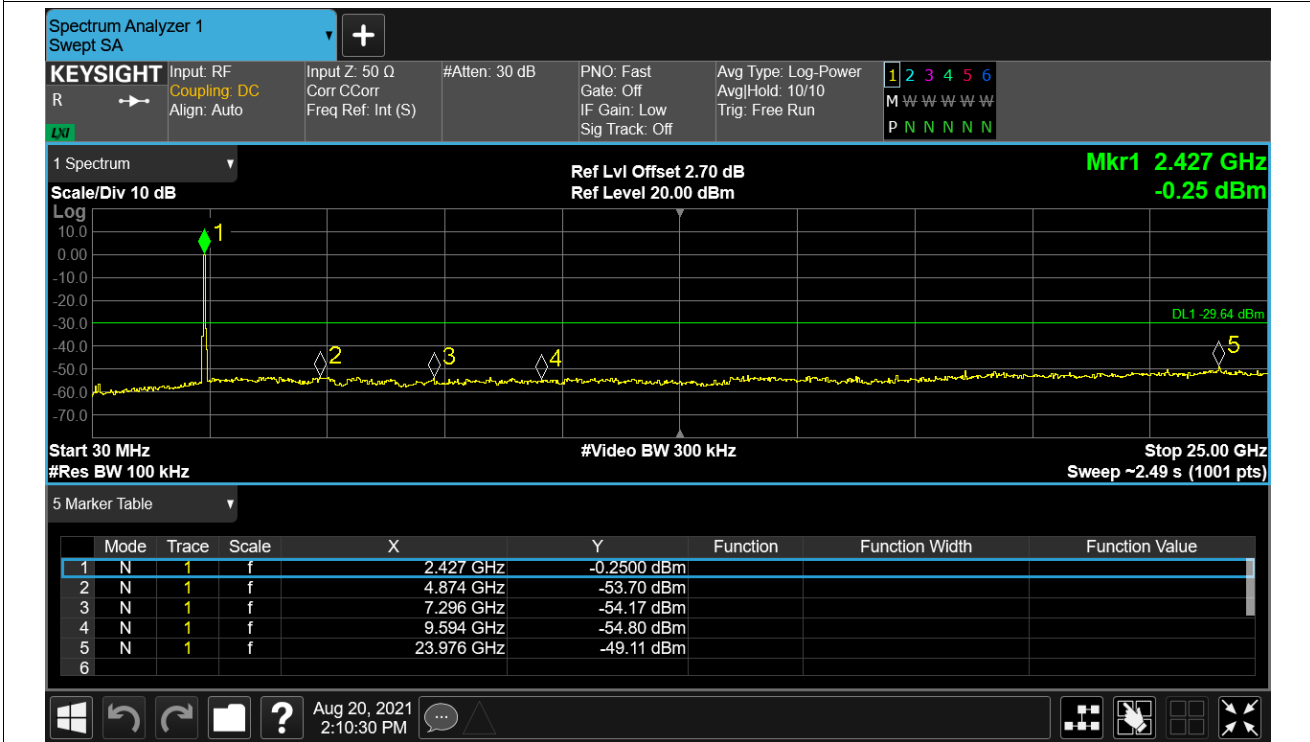 Spectrum Analyzer 1
Swept SA
KEYSIGHT Input: RF Input Z: 50 Ω #Atten: 30 dB PNO: Fast Avg Type: Log-Power 1 2 3 4 5 6
R Coupling: DC Corr CCorr Gate: Off Avg|Hold: 10/10 M W W W W W
Align: Auto Freq Ref: Int (S) IF Gain: Low Trig: Free Run
LXI Sig Track: Off P N N N N N
1 Spectrum Ref Lvl Offset 2.70 dB Mkr1 2.427 GHz
Scale/Div 10 dB Ref Level 20.00 dBm -0.25 dBm
Log
10.0 1
0.00
-10.0
-20.0
DL1 -29.64 dBm
-30.0
-40.0 2 3 4 5
-50.0
-60.0
-70.0
Start 30 MHz #Video BW 300 kHz Stop 25.00 GHz
#Res BW 100 kHz Sweep ~2.49 s (1001 pts)
5 Marker Table
Mode Trace Scale X Y Function Function Width Function Value
1 N 1 f 2.427 GHz -0.2500 dBm
2 N 1 f 4.874 GHz -53.70 dBm
3 N 1 f 7.296 GHz -54.17 dBm
4 N 1 f 9.594 GHz -54.80 dBm
5 N 1 f 23.976 GHz -49.11 dBm
6
? Aug 20, 2021
2:10:30 PM